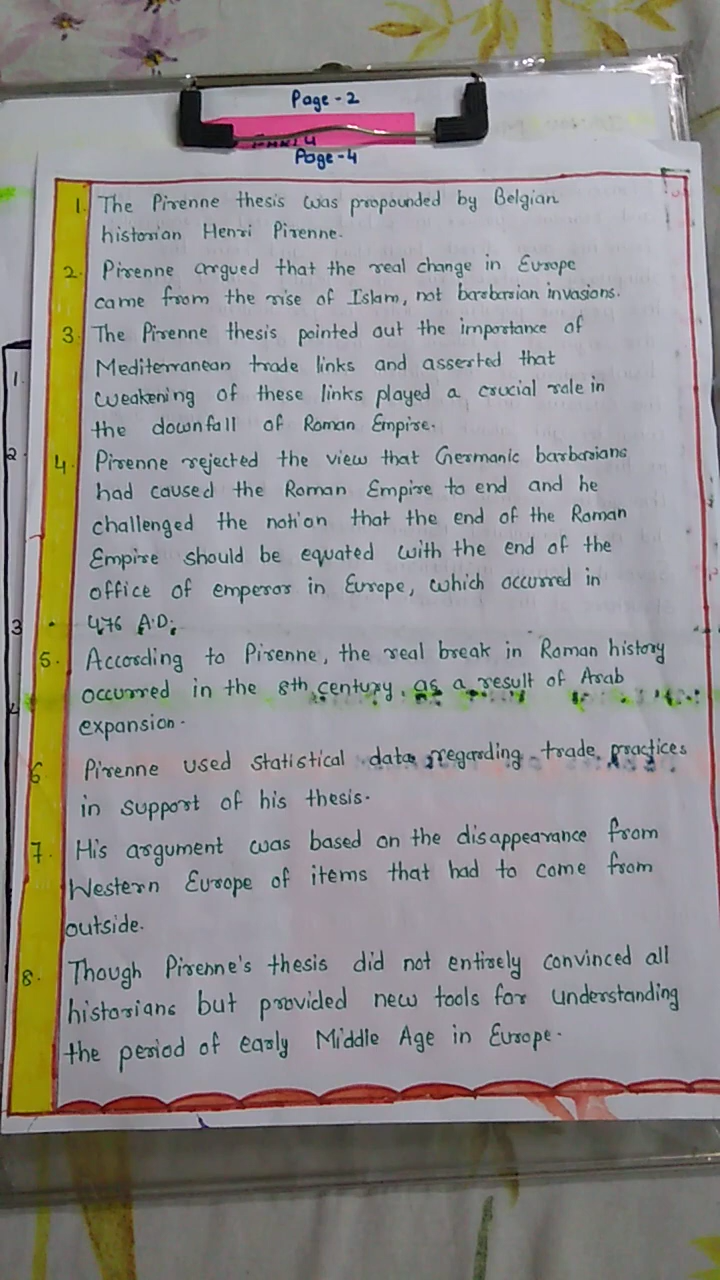 Page-2
Page-4
1. The Pirenne thesis was propounded by Belgian
historian Henri Pirenne.
2. Pirenne argued that the real change in Europe
came from the rise of Islam, not barbarian invasions.
3. The Pirenne thesis pointed out the importance of
Mediterranean trade links and asserted that
weakening of these links played a crucial role in
the downfall of Roman Empire.
4. Pirenne rejected the view that Germanic barbarians
had caused the Roman Empire to end and he
challenged the notion that the end of the Roman
Empire should be equated with the end of the
office of emperor in Europe, which occurred in
476 A.D.
5. According to Pirenne, the real break in Roman history
occurred in the 8th century, as a result of Arab
expansion.
6 Pirenne used statistical data regarding trade practices
in support of his thesis.
7. His argument was based on the disappearance from
Western Europe of items that had to come from
outside.
8. Though Pirenne's thesis did not entirely convinced all
historians but provided new tools for understanding
the period of early Middle Age in Europe.
1.
2
3
4